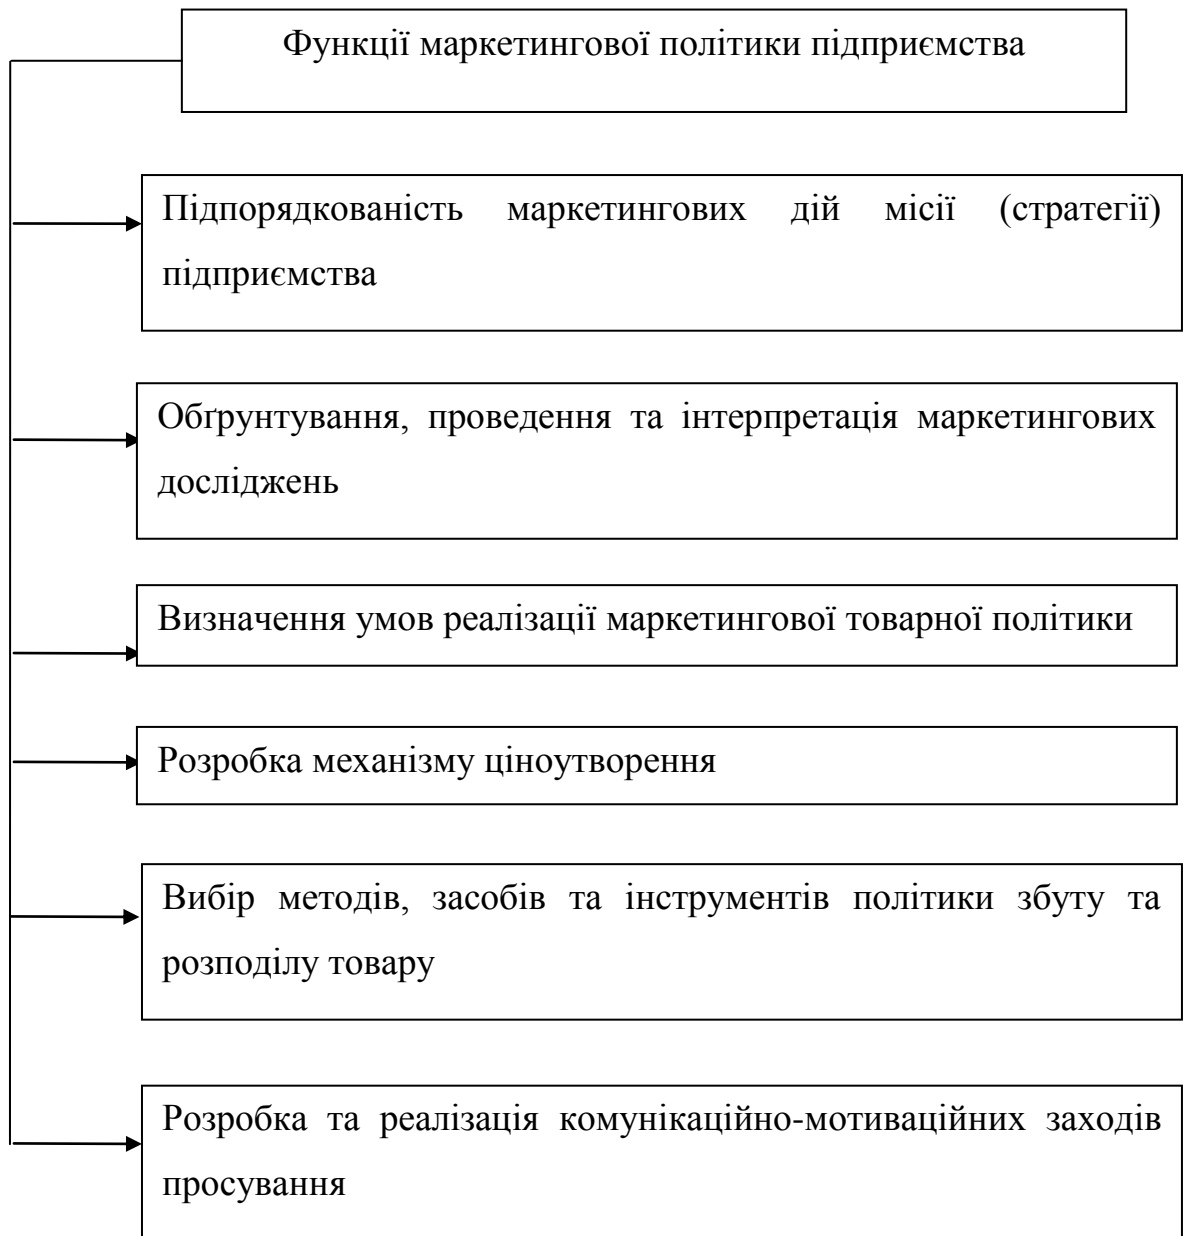 Функції маркетингової політики підприємства
Підпорядкованість маркетингових дій місії (стратегії)
підприємства
Обґрунтування, проведення та інтерпретація маркетингових
досліджень
Визначення умов реалізації маркетингової товарної політики
Розробка механізму ціноутворення
Вибір методів, засобів та інструментів політики збуту та
розподілу товару
Розробка та реалізація комунікаційно-мотиваційних заходів
просування